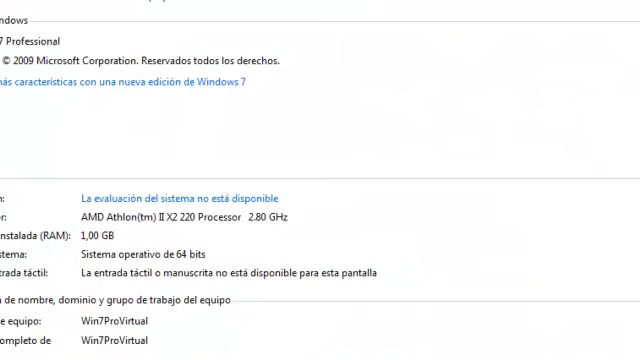 ndows
7 Professional
© 2009 Microsoft Corporation. Reservados todos los derechos.
más características con una nueva edición de Windows 7
n: La evaluación del sistema no está disponible
or: AMD Athlon(tm) II X2 220 Processor 2.80 GHz
nstalada (RAM): 1,00 GB
stema: Sistema operativo de 64 bits
rada táctil: La entrada táctil o manuscrita no está disponible para esta pantalla
n de nombre, dominio y grupo de trabajo del equipo
e equipo: Win7ProVirtual
ompleto de Win7ProVirtual